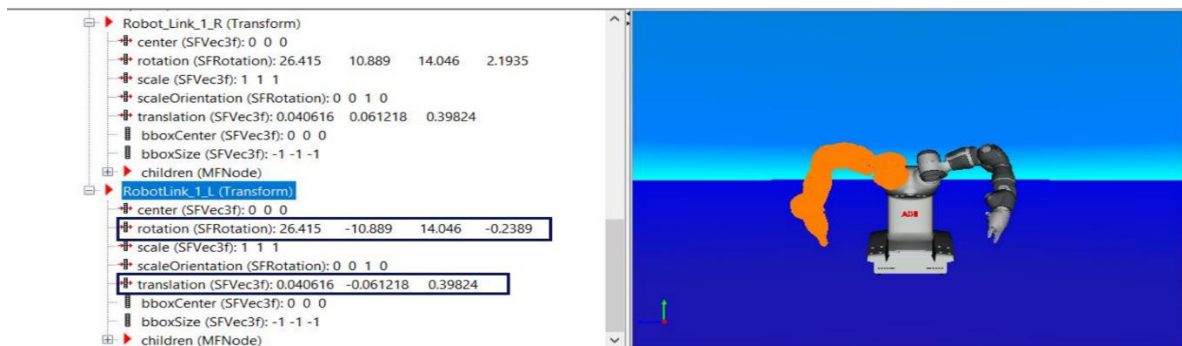 Robot_Link_1_R (Transform)
center (SFVec3f): 0 0 0
rotation (SFRotation): 26.415 10.889 14.046 2.1935
scale (SFVec3f): 1 1 1
scaleOrientation (SFRotation): 0 0 1 0
translation (SFVec3f): 0.040616 0.061218 0.39824
bboxCenter (SFVec3f): 0 0 0
bboxSize (SFVec3f): -1 -1 -1
children (MFNode)
RobotLink_1_L (Transform)
center (SFVec3f): 0 0 0
rotation (SFRotation): 26.415 -10.889 14.046 -0.2389
scale (SFVec3f): 1 1 1
scaleOrientation (SFRotation): 0 0 1 0
translation (SFVec3f): 0.040616 -0.061218 0.39824
bboxCenter (SFVec3f): 0 0 0
bboxSize (SFVec3f): -1 -1 -1
children (MFNode)
ABB